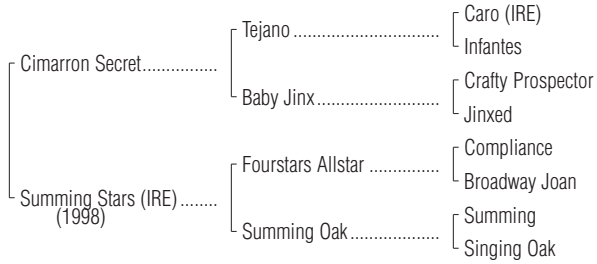 Caro (IRE)
Tejano ..............................
Infantes
Cimarron Secret................
Crafty Prospector
Baby Jinx.........................
Jinxed
Compliance
Fourstars Allstar ..............
Broadway Joan
Summing Stars (IRE) ........
(1998)
Summing
Summing Oak..................
Singing Oak